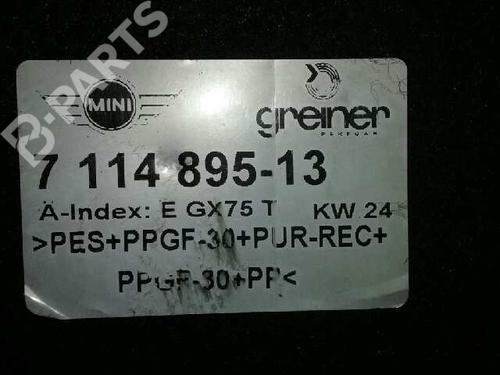 B-PARTS
MINI
greiner
PERFOAM
7 114 895-13
Ä-Index: E GX75 T KW 24
>PES+PPGF-30+PUR-REC+
PPGF-30+PP<